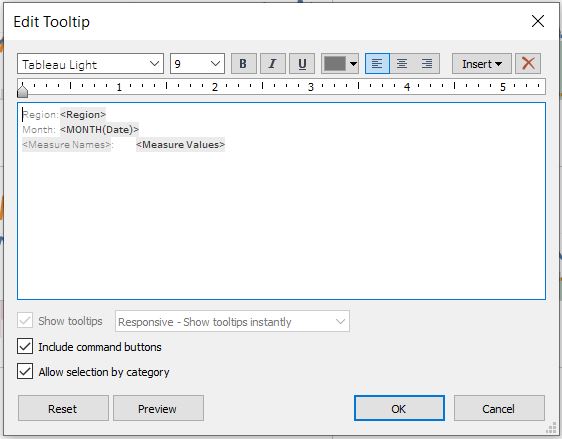 Edit Tooltip
Tableau Light 9 B I U Insert
1 2 3 4 5
Region: <Region>
Month: <MONTH(Date)>
<Measure Names>: <Measure Values>
Show tooltips Responsive - Show tooltips instantly
Include command buttons
Allow selection by category
Reset Preview OK Cancel